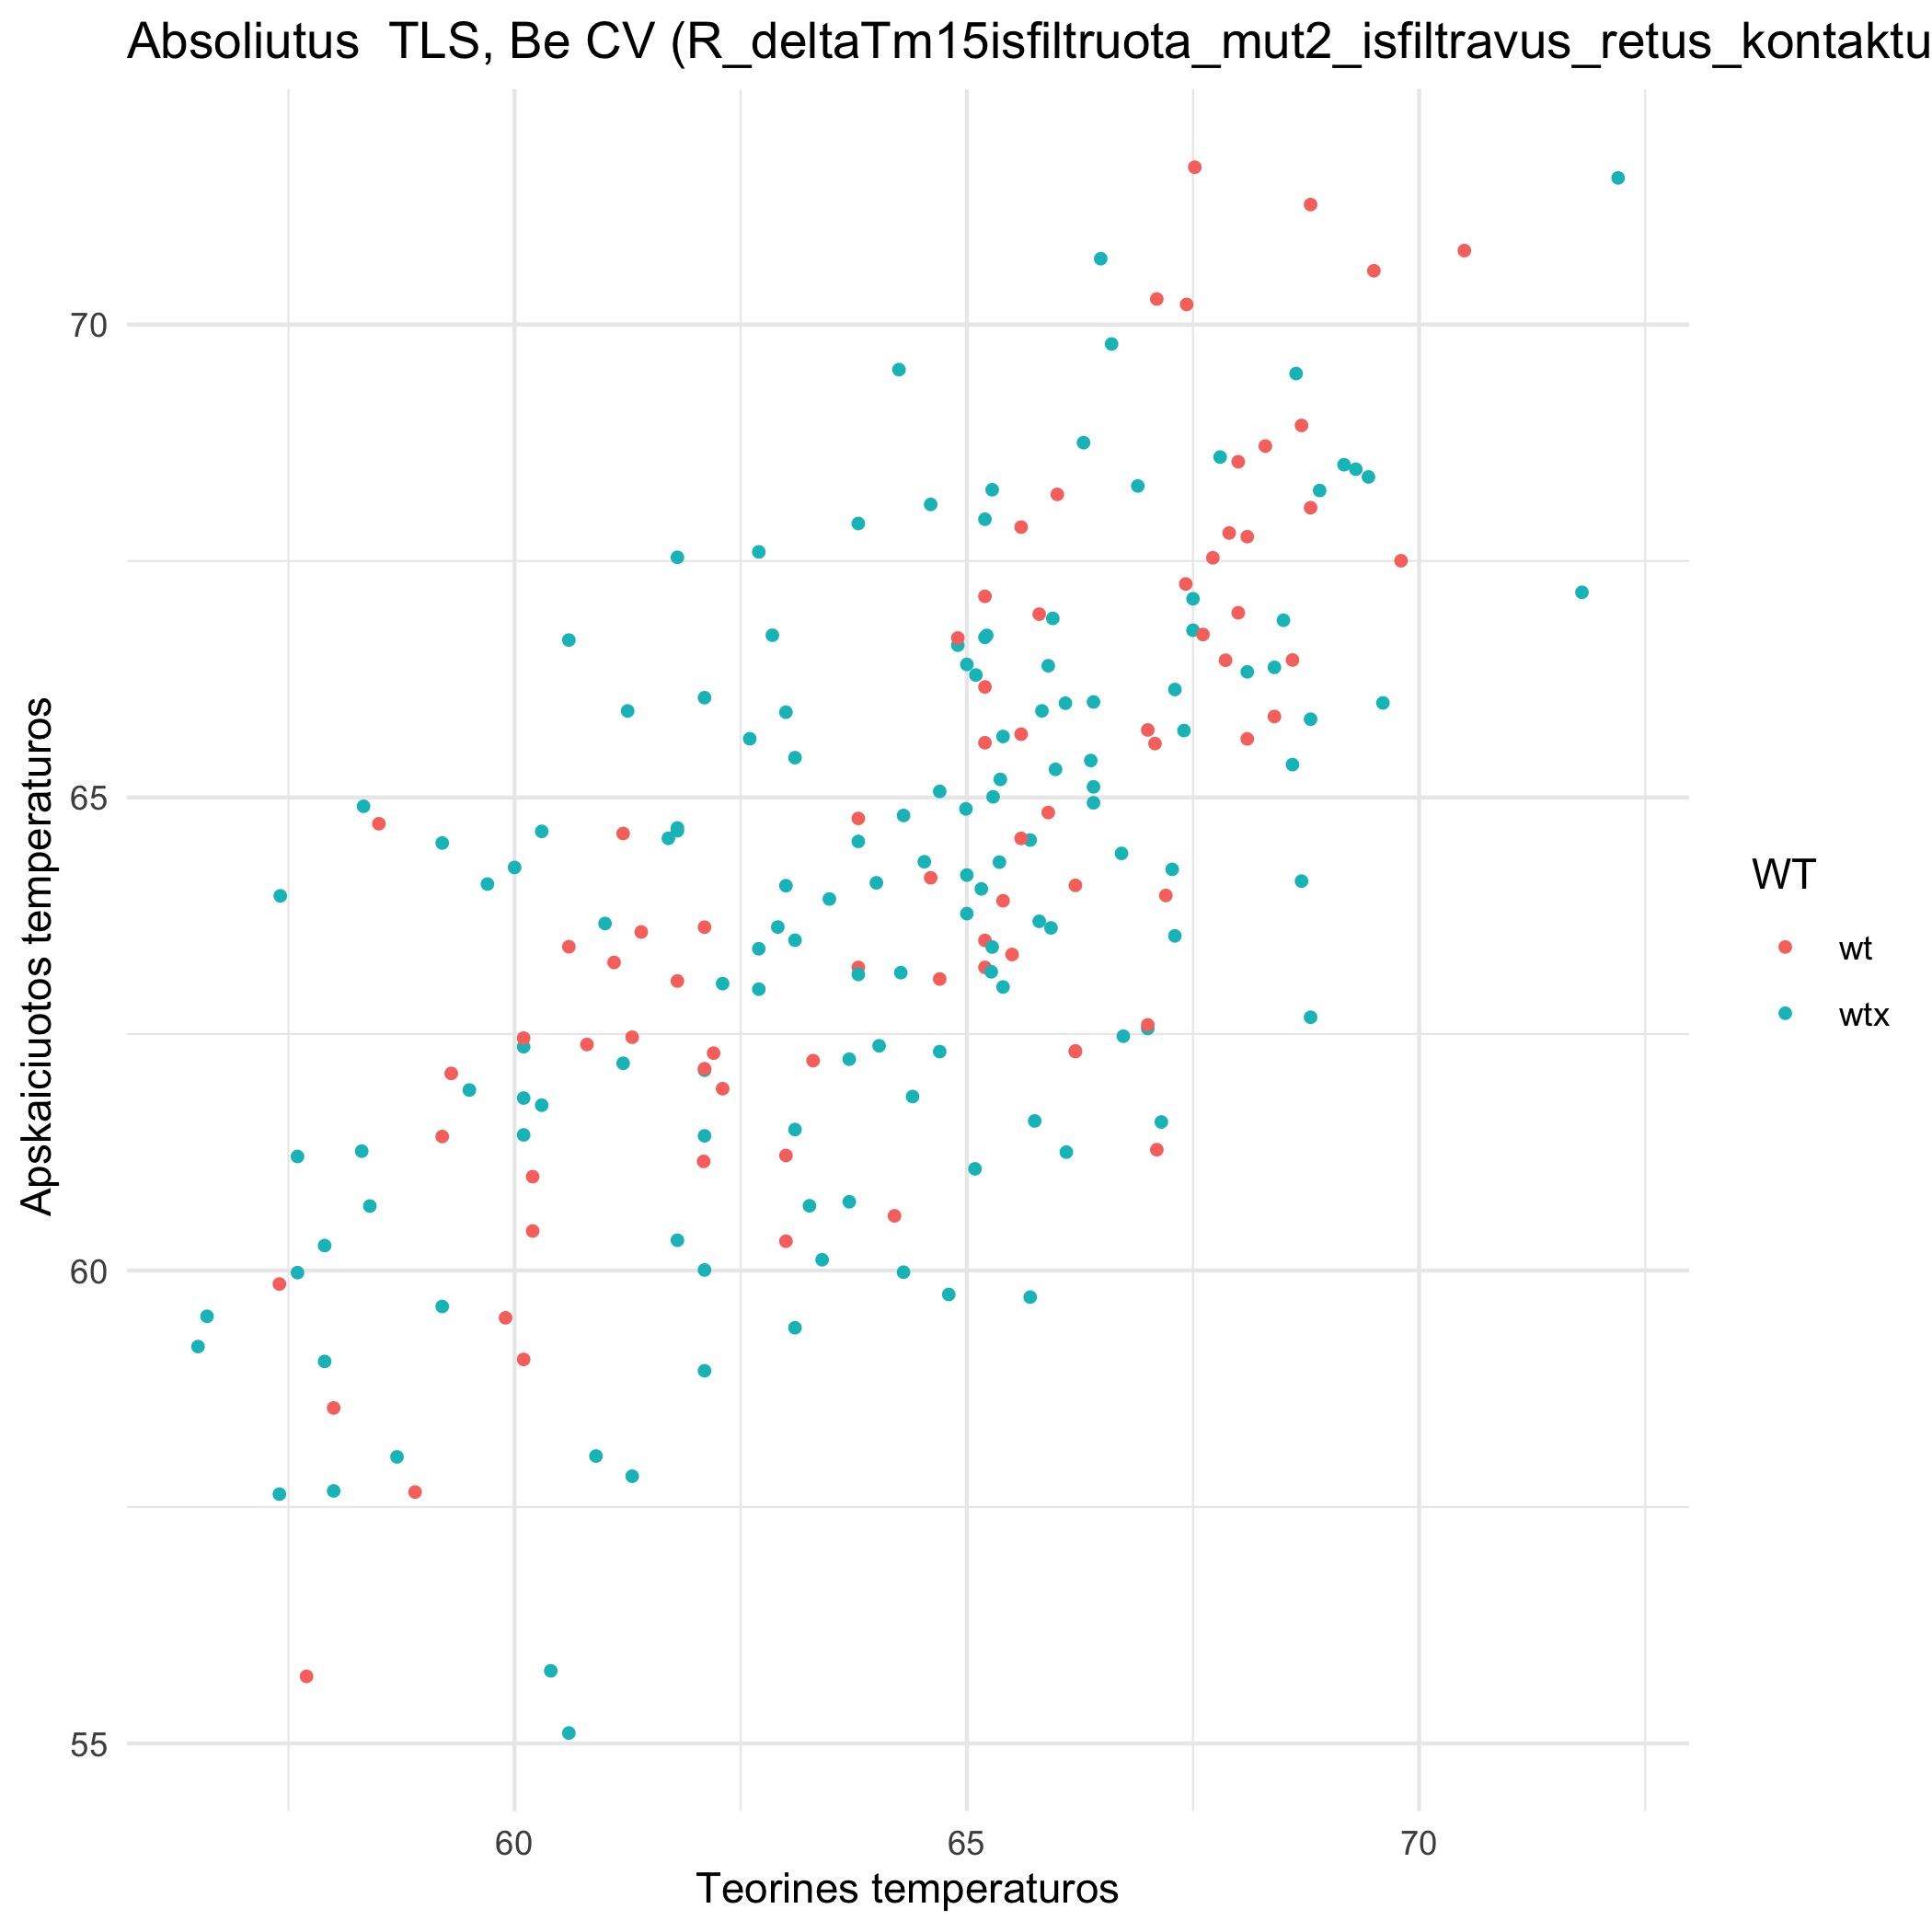 Absoliutus  TLS, Be CV (R_deltaTm15isfiltruota_mut2_isfiltravus_retus_kontaktu
70
65
60
55
Apskaiciuotos temperaturos
60 65 70
Teorines temperaturos
WT
wt
wtx